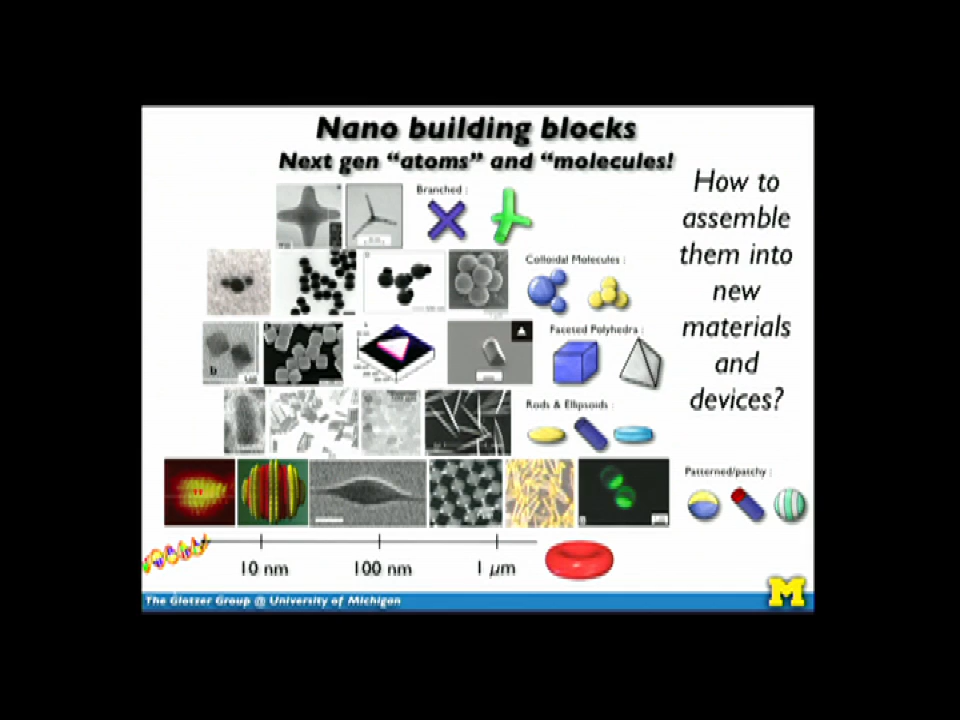 Nano building blocks
Next gen “atoms” and “molecules!
How to
assemble
them into
new
materials
and
devices?
Branched :
Colloidal Molecules :
Faceted Polyhedra :
b
Rods & Ellipsoids :
Patterned/patchy :
10 nm
100 nm
1 µm
The Glotzer Group @ University of Michigan
M